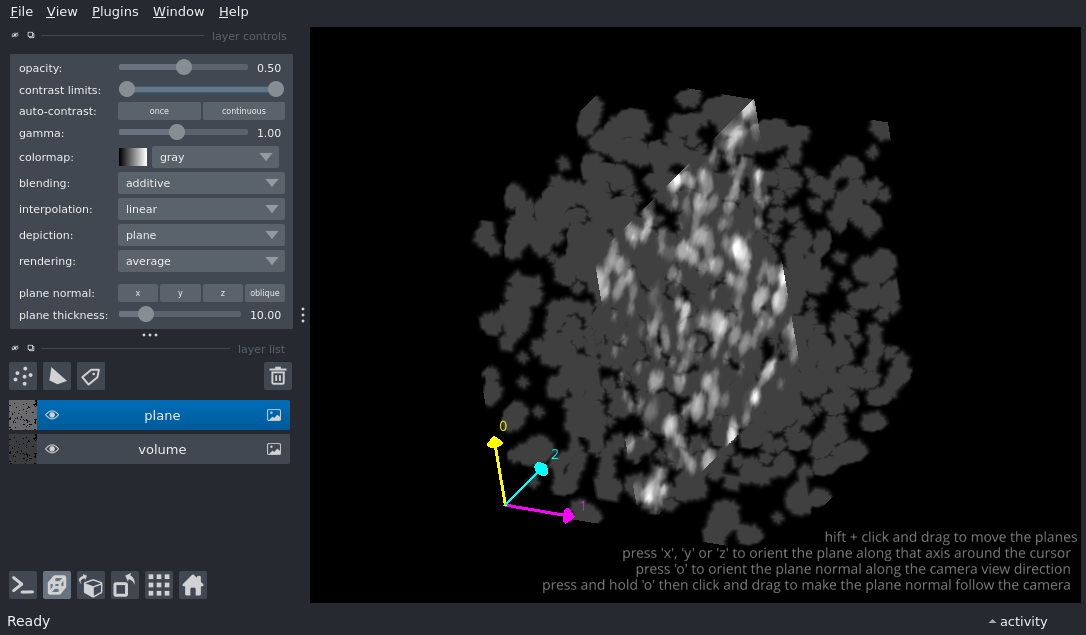 File View Plugins Window Help
layer controls
opacity: 0.50
contrast limits:
auto-contrast: once continuous
gamma: 1.00
colormap: gray
blending: additive
interpolation: linear
depiction: plane
rendering: average
plane normal: x y z oblique
plane thickness: 10.00
layer list
plane
volume
0
2
1
hift + click and drag to move the planes
press 'x', 'y' or 'z' to orient the plane along that axis around the cursor
press 'o' to orient the plane normal along the camera view direction
press and hold 'o' then click and drag to make the plane normal follow the camera
Ready
activity